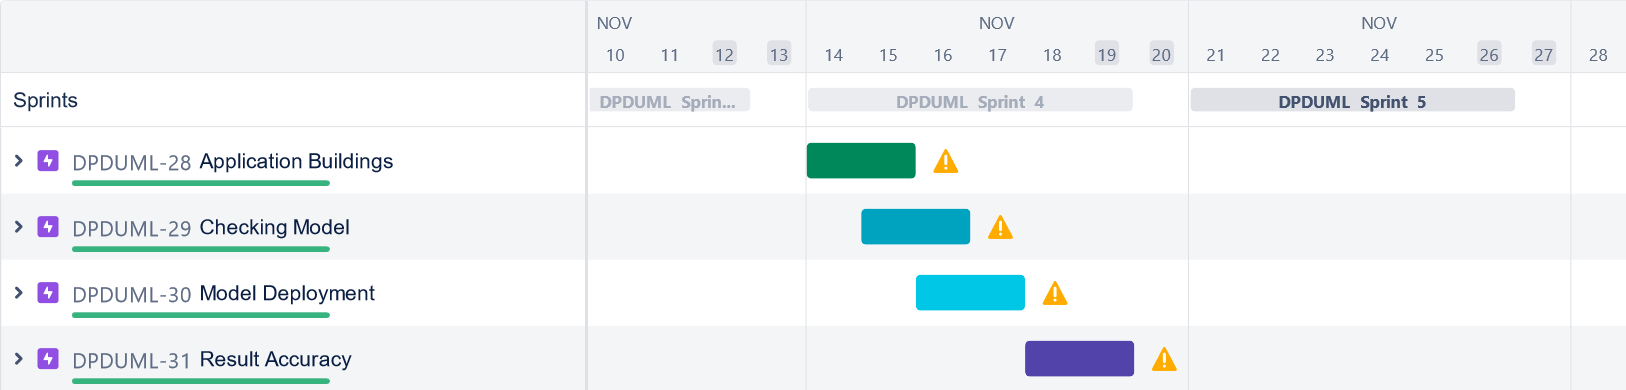 NOV NOV NOV
10 11 12 13 14 15 16 17 18 19 20 21 22 23 24 25 26 27 28
Sprints DPDUML Sprin... DPDUML Sprint 4 DPDUML Sprint 5
DPDUML-28 Application Buildings
DPDUML-29 Checking Model
DPDUML-30 Model Deployment
DPDUML-31 Result Accuracy